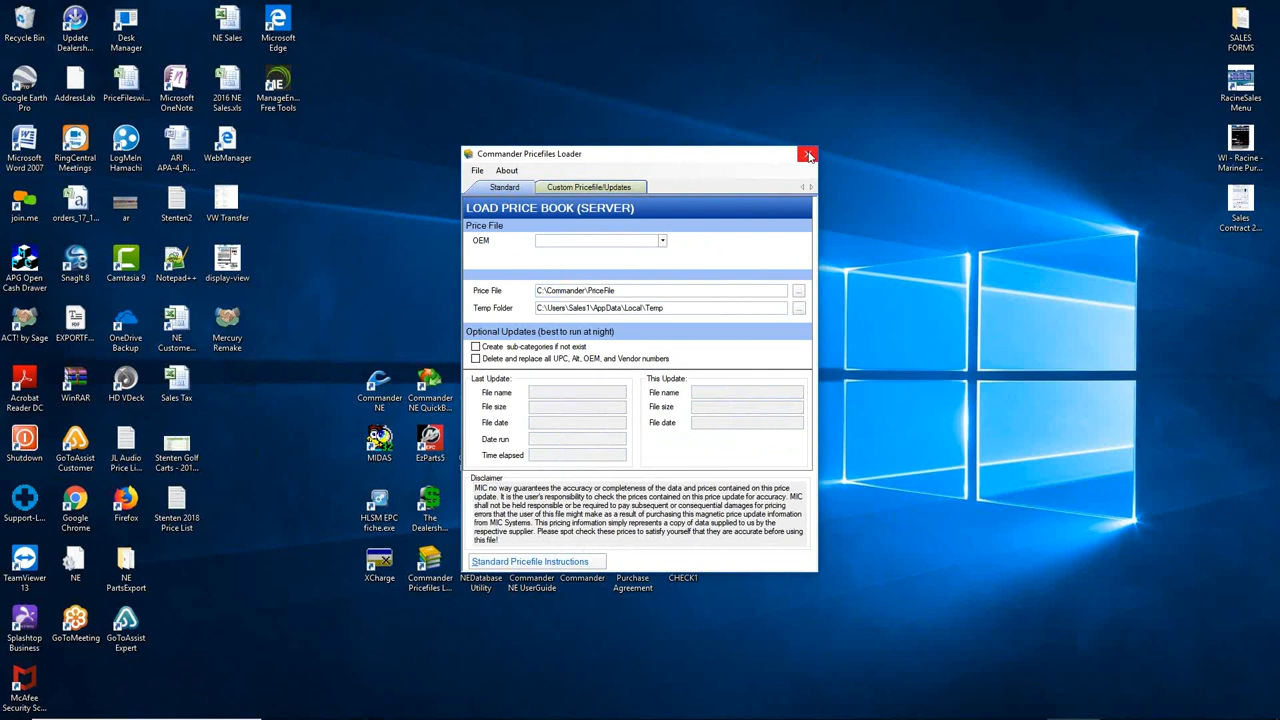 Recycle Bin
Update Dealersh...
Desk Manager
NE Sales
Microsoft Edge
SALES FORMS
Google Earth Pro
AddressLab
PriceFileswi...
Microsoft OneNote
2016 NE Sales.xls
ManageEn... Free Tools
RacineSales Menu
Microsoft Word 2007
RingCentral Meetings
LogMeIn Hamachi
ARI APA-4_Ri...
WebManager
WI - Racine - Marine Pur...
join.me
orders_17_1...
ar
Stenten2
VW Transfer
Sales Contract 2...
APG Open Cash Drawer
SnagIt 8
Camtasia 9
Notepad++
display-view
ACT! by Sage
EXPORTF...
OneDrive Backup
NE Custome...
Mercury Remake
Acrobat Reader DC
WinRAR
HD VDeck
Sales Tax
Commander NE
Commander NE QuickB...
Shutdown
GoToAssist Customer
JL Audio Price Li...
Stenten Golf Carts - 201...
MIDAS
EzParts5
Support-L...
Google Chrome
Firefox
Stenten 2018 Price List
HLSM EPC fiche.exe
The Dealersh...
TeamViewer 13
NE
NE PartsExport
XCharge
Commander Pricefiles L...
NEDatabase Utility
Commander NE UserGuide
Commander
Purchase Agreement
CHECK1
Splashtop Business
GoToMeeting
GoToAssist Expert
McAfee Security Sc...
Commander Pricefiles Loader
File About
Standard Custom Pricefile/Updates
LOAD PRICE BOOK (SERVER)
Price File
OEM
Price File C:\Commander\PriceFile ...
Temp Folder C:\Users\Sales1\AppData\Local\Temp ...
Optional Updates (best to run at night)
Create sub-categories if not exist
Delete and replace all UPC, Alt, OEM, and Vendor numbers
Last Update: This Update:
File name File name
File size File size
File date File date
Date run
Time elapsed
Disclaimer
MIC no way guarantees the accuracy or completeness of the data and prices contained on this price
update. It is the user's responsibility to check the prices contained on this price update for accuracy. MIC
shall not be held responsible or be required to pay subsequent or consequential damages for pricing
errors that the user of this file might make as a result of purchasing this magnetic price update information
from MIC Systems. This pricing information simply represents a copy of data supplied to us by the
respective supplier. Please spot check these prices to satisfy yourself that they are accurate before using
this file!
Standard Pricefile Instructions